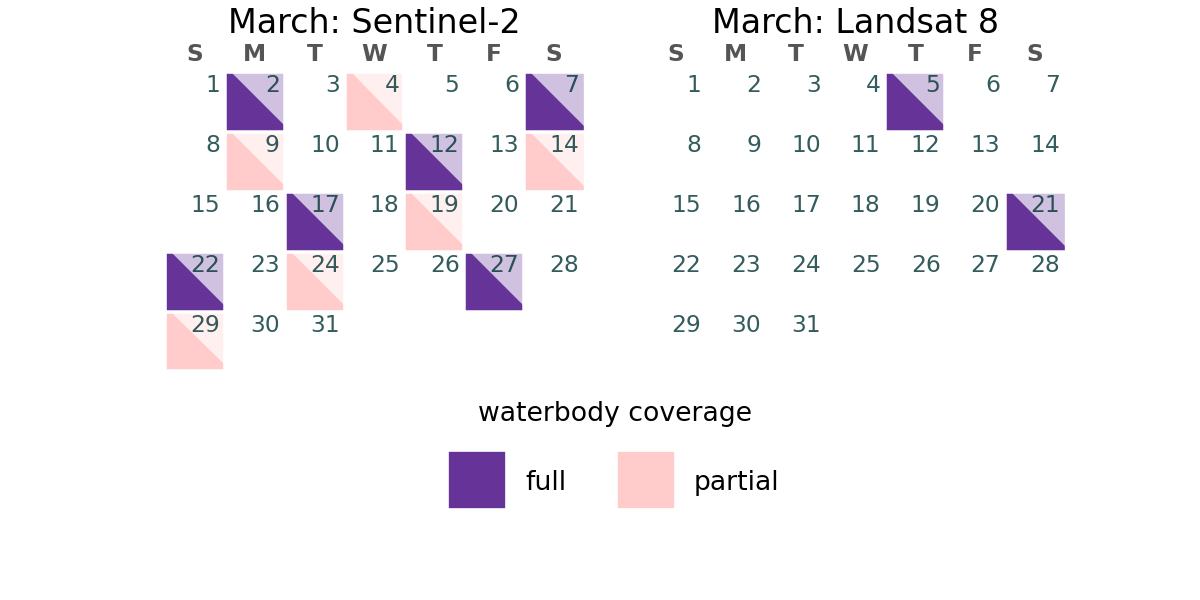 March: Sentinel-2
S M T W T F S
1 2 3 4 5 6 7
8 9 10 11 12 13 14
15 16 17 18 19 20 21
22 23 24 25 26 27 28
29 30 31
March: Landsat 8
S M T W T F S
1 2 3 4 5 6 7
8 9 10 11 12 13 14
15 16 17 18 19 20 21
22 23 24 25 26 27 28
29 30 31
waterbody coverage
full partial